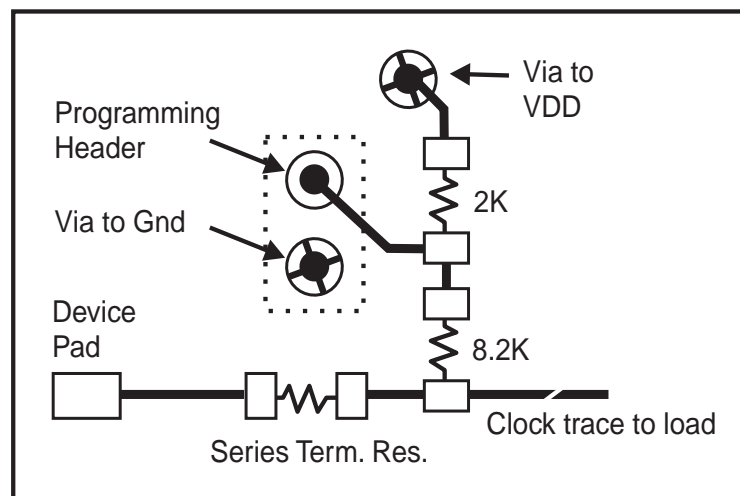 Via to
VDD
Programming
Header
2K
Via to Gnd
Device
Pad
8.2K
Clock trace to load
Series Term. Res.